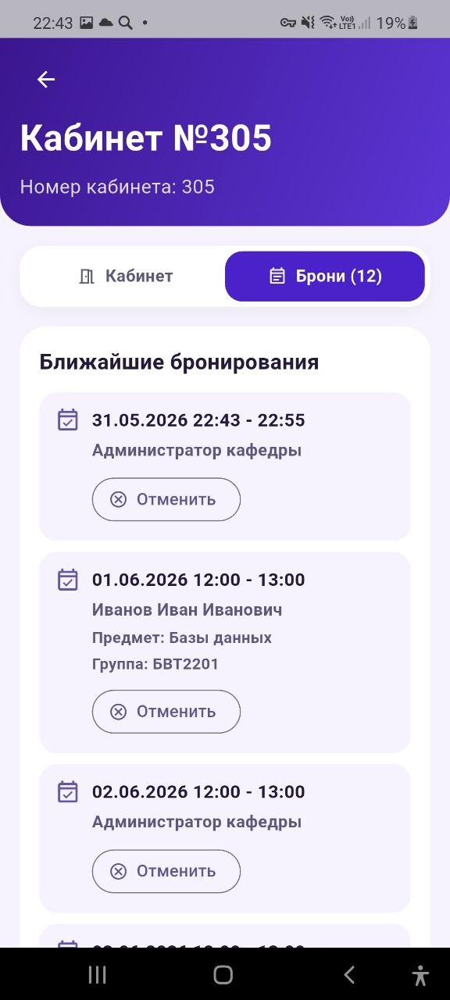 22:43
Vo))
LTE1
19%
Кабинет №305
Номер кабинета: 305
Кабинет
Брони (12)
Ближайшие бронирования
31.05.2026 22:43 - 22:55
Администратор кафедры
Отменить
01.06.2026 12:00 - 13:00
Иванов Иван Иванович
Предмет: Базы данных
Группа: БВТ2201
Отменить
02.06.2026 12:00 - 13:00
Администратор кафедры
Отменить